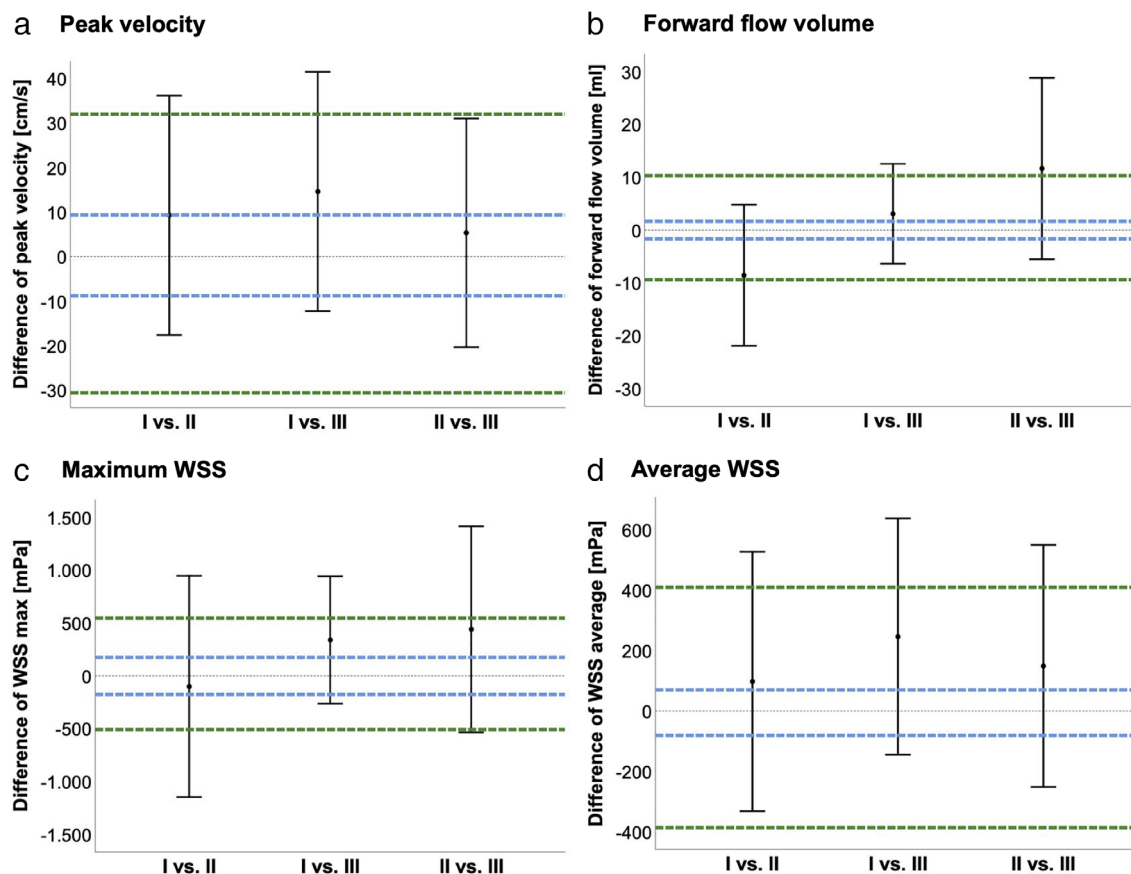 a Peak velocity
Difference of peak velocity [cm/s]
40
30
20
10
0
-10
-20
-30
I vs. II I vs. III II vs. III
b Forward flow volume
Difference of forward flow volume [ml]
30
20
10
0
-10
-20
-30
I vs. II I vs. III II vs. III
c Maximum WSS
Difference of WSS max [mPa]
1.500
1.000
500
0
-500
-1.000
-1.500
I vs. II I vs. III II vs. III
d Average WSS
Difference of WSS average [mPa]
600
400
200
0
-200
-400
I vs. II I vs. III II vs. III